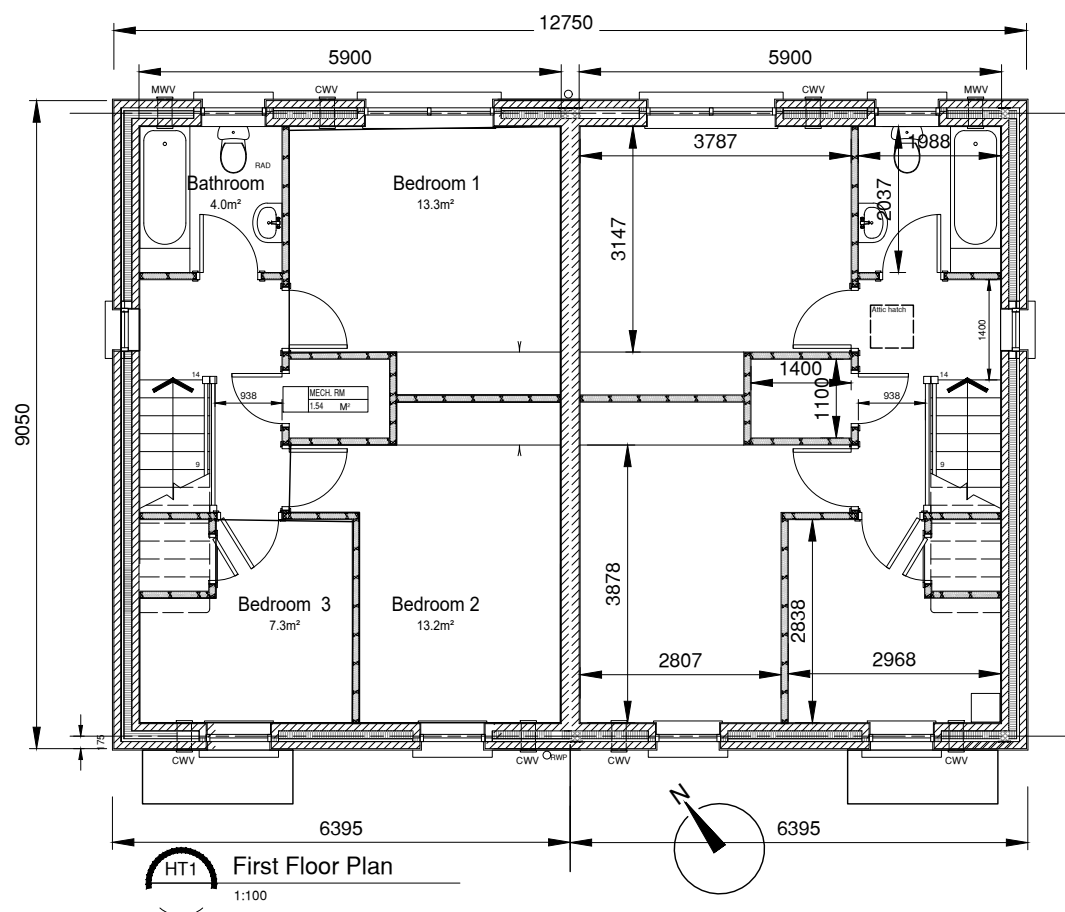 12750
5900 5900
MWV CWV CWV MWV
3787 1988
RAD
Bathroom Bedroom 1
4.0m² 13.3m²
2037
3147
Attic hatch
1400
1400
14 14
938 MECH. RM 938
1.54 M²
1100
9050
9 9
3878
2838
Bedroom 3 Bedroom 2
7.3m² 13.2m²
2807 2968
175
CWV CWV RWP CWV CWV
N
6395 6395
HT1 First Floor Plan
1:100